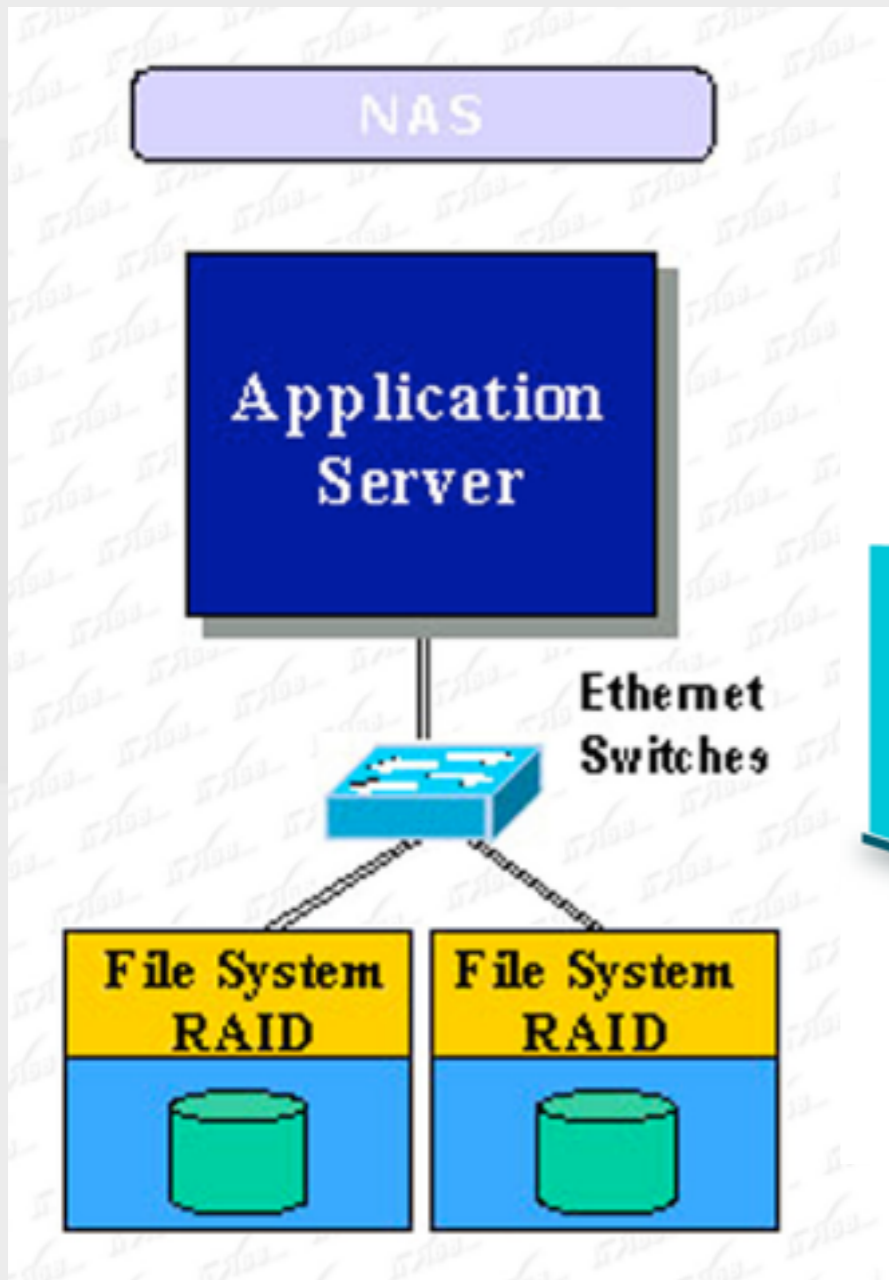 NAS
Application
Server
Ethernet
Switches
File System
RAID
File System
RAID